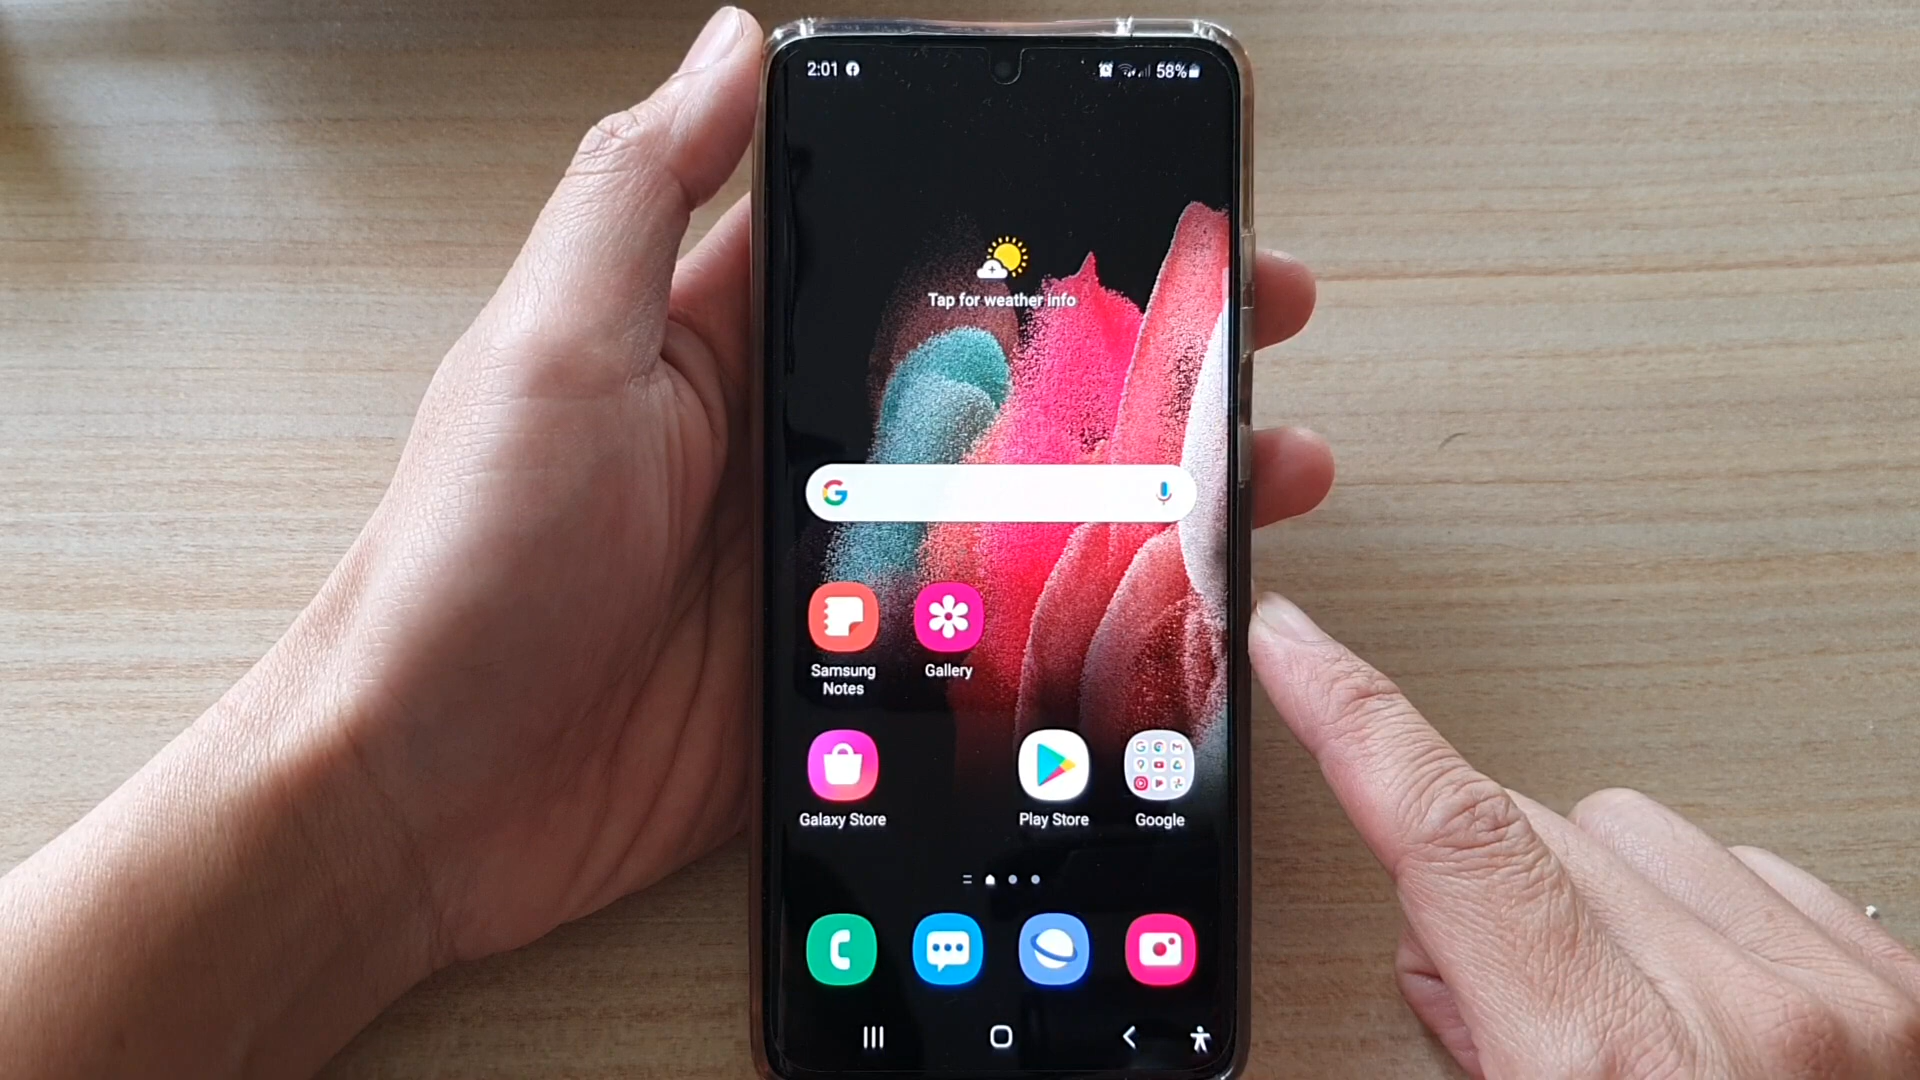 2:01
58%
Tap for weather info
Samsung
Notes
Gallery
Galaxy Store
Play Store
Google